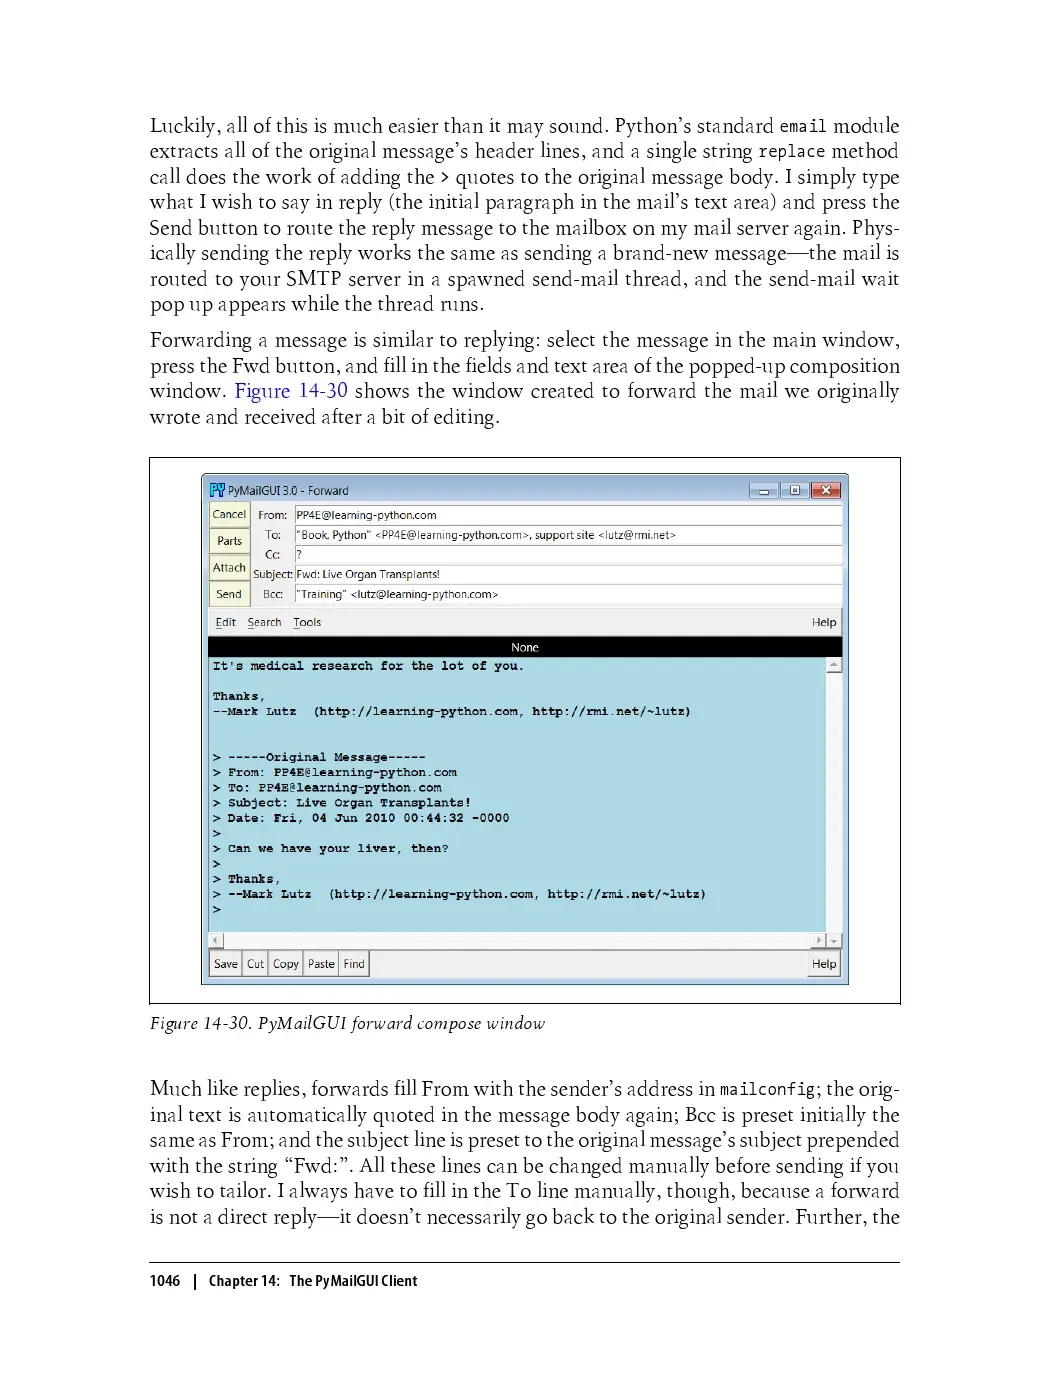 Luckily, all of this is much easier than it may sound. Python’s standard email module
extracts all of the original message’s header lines, and a single string replace method
call does the work of adding the > quotes to the original message body. I simply type
what I wish to say in reply (the initial paragraph in the mail’s text area) and press the
Send button to route the reply message to the mailbox on my mail server again. Phys-
ically sending the reply works the same as sending a brand-new message—the mail is
routed to your SMTP server in a spawned send-mail thread, and the send-mail wait
pop up appears while the thread runs.
Forwarding a message is similar to replying: select the message in the main window,
press the Fwd button, and fill in the fields and text area of the popped-up composition
window. Figure 14-30 shows the window created to forward the mail we originally
wrote and received after a bit of editing.
PY PyMailGUI 3.0 - Forward
Cancel From: PP4E@learning-python.com
Parts To: "Book, Python" <PP4E@learning-python.com>, support site <lutz@rmi.net>
Cc: ?
Attach Subject: Fwd: Live Organ Transplants!
Send Bcc: "Training" <lutz@learning-python.com>
Edit Search Tools Help
None
It's medical research for the lot of you.
Thanks,
--Mark Lutz (http://learning-python.com, http://rmi.net/~lutz)
> -----Original Message-----
> From: PP4E@learning-python.com
> To: PP4E@learning-python.com
> Subject: Live Organ Transplants!
> Date: Fri, 04 Jun 2010 00:44:32 -0000
>
> Can we have your liver, then?
>
> Thanks,
> --Mark Lutz (http://learning-python.com, http://rmi.net/~lutz)
>
Save Cut Copy Paste Find Help
Figure 14-30. PyMailGUI forward compose window
Much like replies, forwards fill From with the sender’s address in mailconfig; the orig-
inal text is automatically quoted in the message body again; Bcc is preset initially the
same as From; and the subject line is preset to the original message’s subject prepended
with the string “Fwd:”. All these lines can be changed manually before sending if you
wish to tailor. I always have to fill in the To line manually, though, because a forward
is not a direct reply—it doesn’t necessarily go back to the original sender. Further, the
1046 | Chapter 14: The PyMailGUI Client